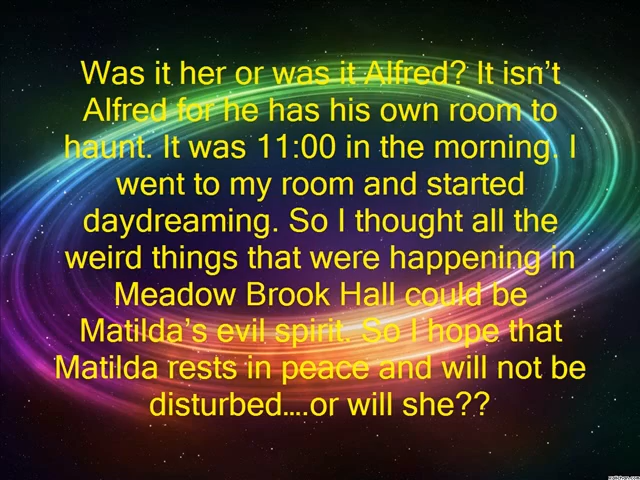 Was it her or was it Alfred? It isn’t
Alfred for he has his own room to
haunt. It was 11:00 in the morning. I
went to my room and started
daydreaming. So I thought all the
weird things that were happening in
Meadow Brook Hall could be
Matilda’s evil spirit. So I hope that
Matilda rests in peace and will not be
disturbed….or will she??